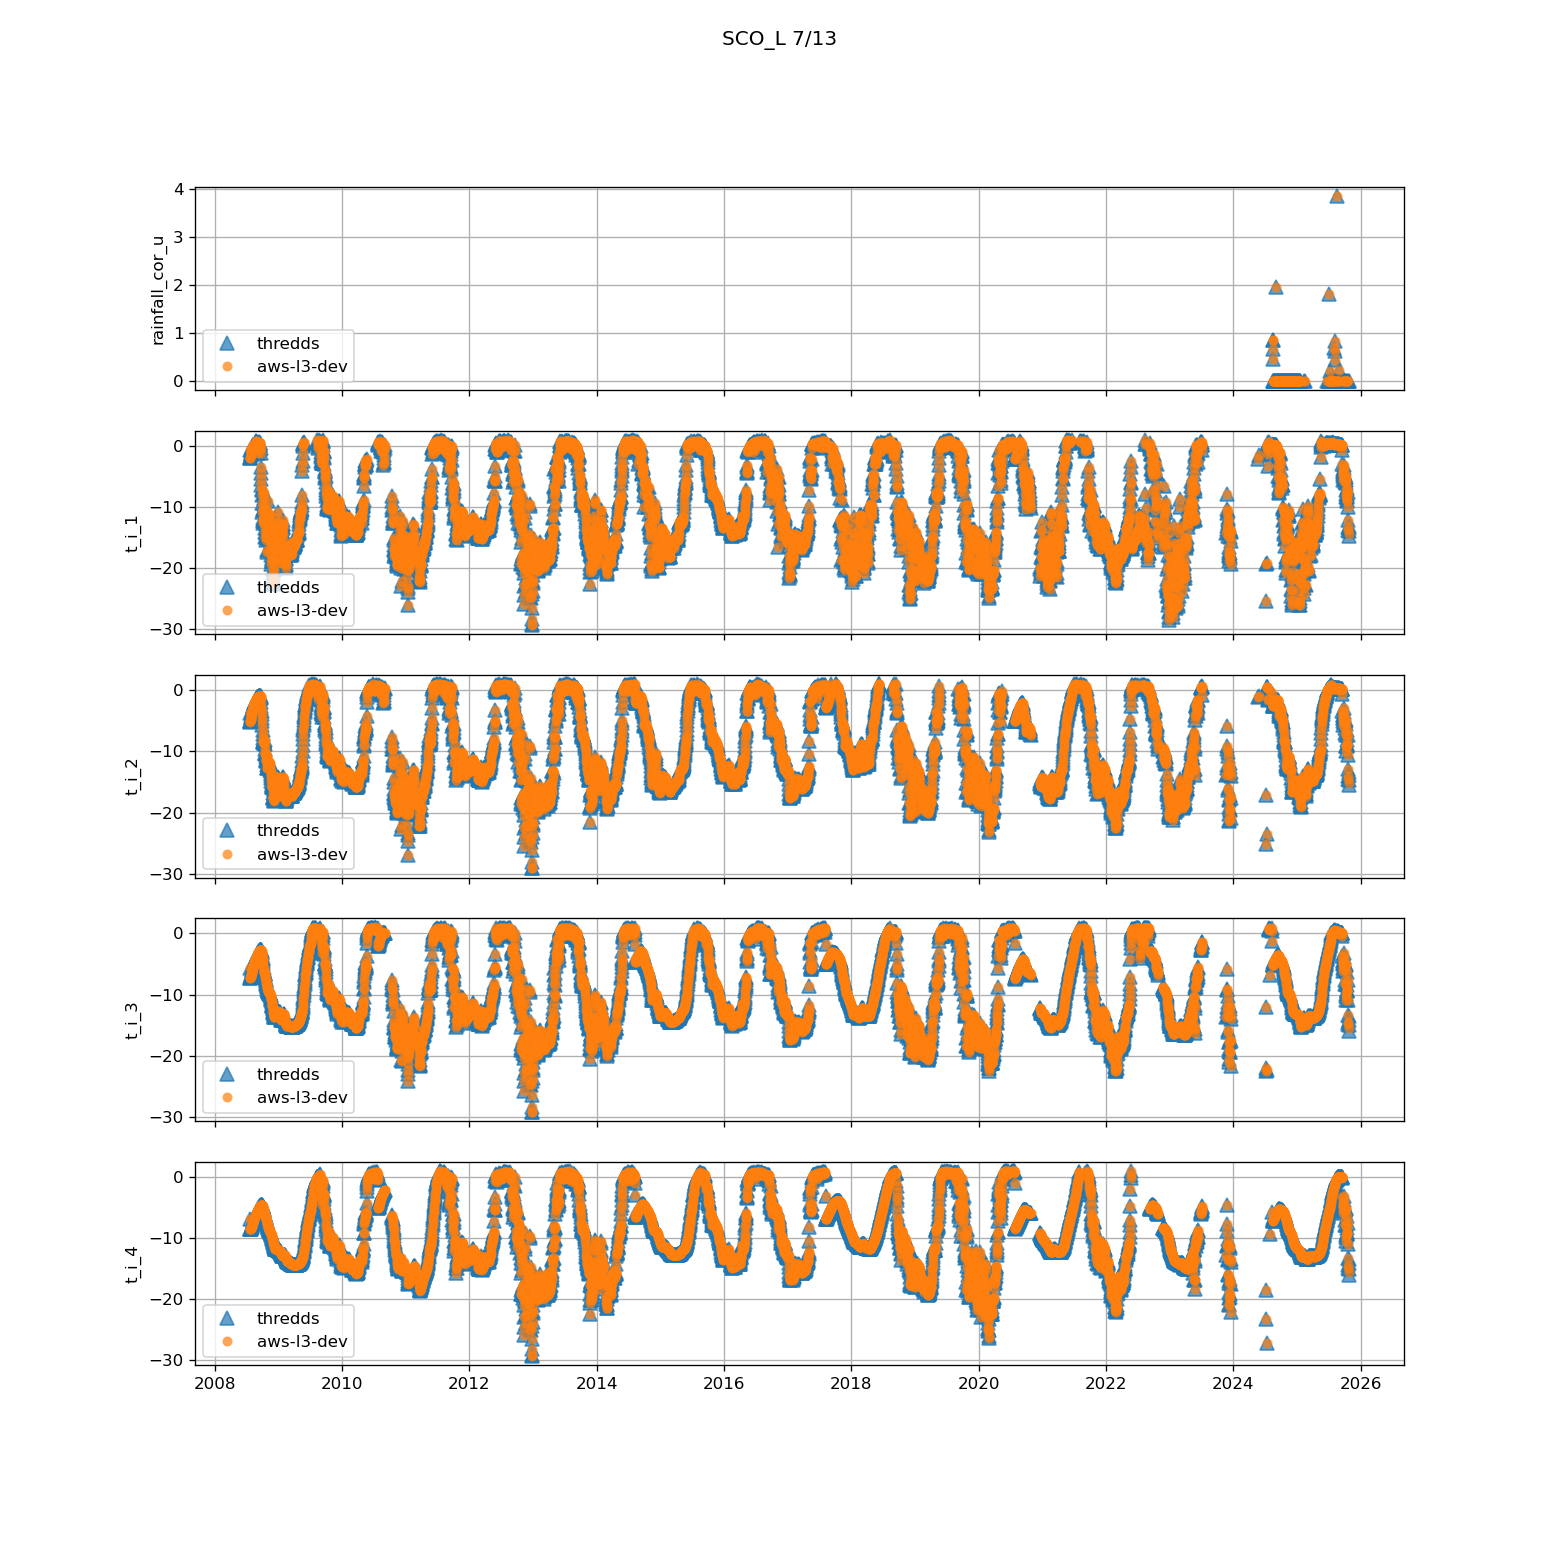 SCO_L 7/13
4
3
2
1
0
rainfall_cor_u
thredds
aws-l3-dev
0
−10
−20
−30
t_i_1
thredds
aws-l3-dev
0
−10
−20
−30
t_i_2
thredds
aws-l3-dev
0
−10
−20
−30
t_i_3
thredds
aws-l3-dev
0
−10
−20
−30
t_i_4
thredds
aws-l3-dev
2008 2010 2012 2014 2016 2018 2020 2022 2024 2026